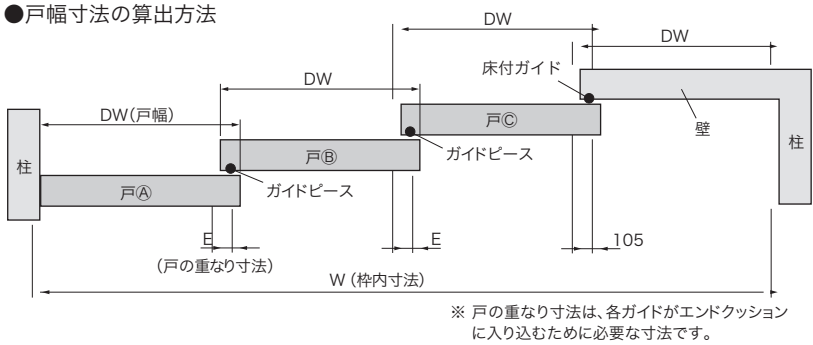 ●戸幅寸法の算出方法
DW
DW
DW
床付ガイド
DW(戸幅)
戸Ⓒ
壁
柱
柱
戸Ⓑ
ガイドピース
戸Ⓐ
ガイドピース
E
E
105
(戸の重なり寸法)
W (枠内寸法)
※ 戸の重なり寸法は、各ガイドがエンドクッション
に入り込むために必要な寸法です。